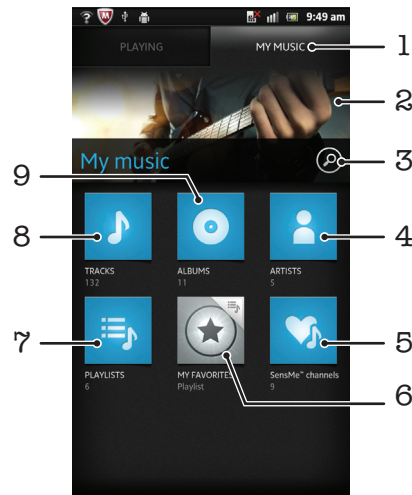 9:49 am
PLAYING MY MUSIC 1
2
My music 3
9
8 4
TRACKS ALBUMS ARTISTS
132 11 5
7 5
PLAYLISTS MY FAVORITES SensMe™ channels
6 Playlist 9
6